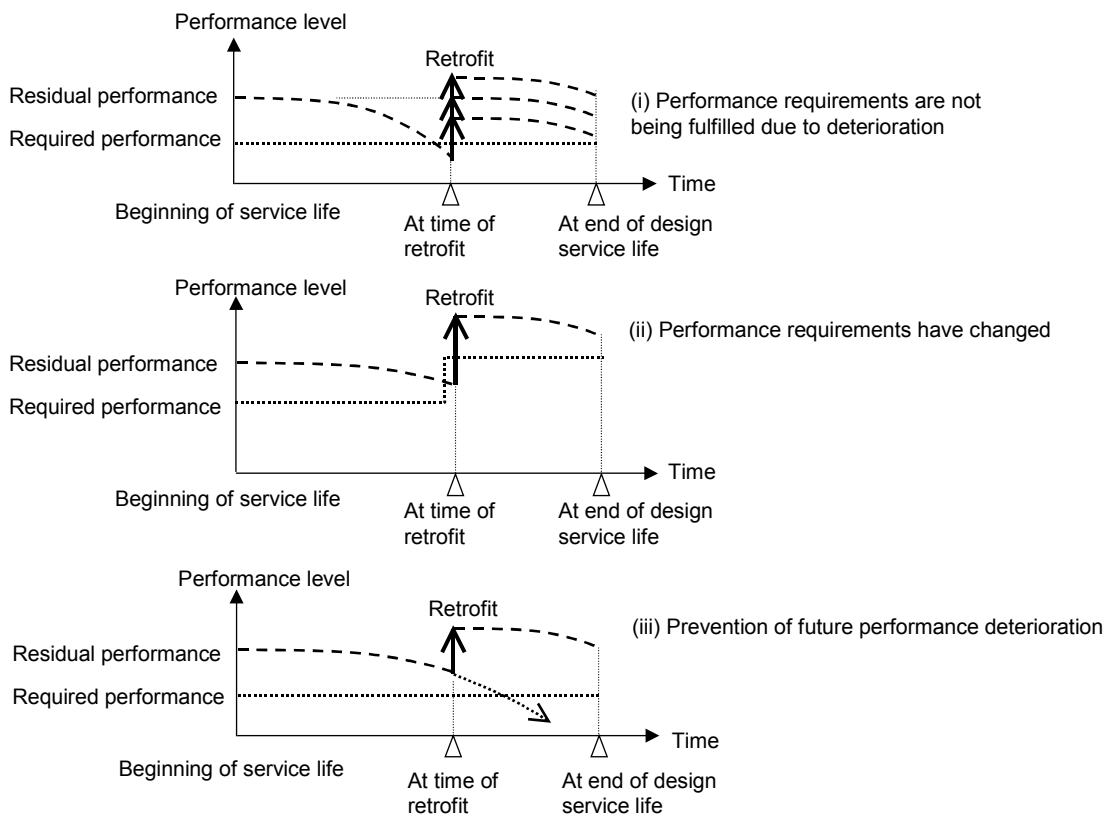 Performance level
Retrofit
Residual performance
(i) Performance requirements are not
being fulfilled due to deterioration
Required performance
Time
Beginning of service life
At time of
retrofit
At end of design
service life
Performance level
Retrofit
(ii) Performance requirements have changed
Residual performance
Required performance
Time
Beginning of service life
At time of
retrofit
At end of design
service life
Performance level
Retrofit
(iii) Prevention of future performance deterioration
Residual performance
Required performance
Time
Beginning of service life
At time of
retrofit
At end of design
service life